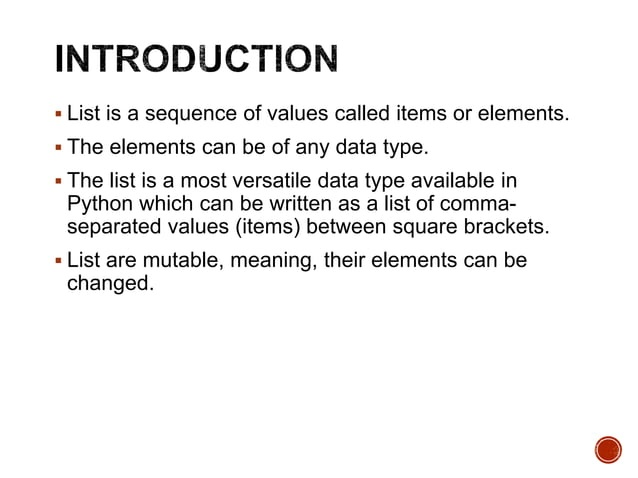 INTRODUCTION
▪ List is a sequence of values called items or elements.
▪ The elements can be of any data type.
▪ The list is a most versatile data type available in
Python which can be written as a list of comma-
separated values (items) between square brackets.
▪ List are mutable, meaning, their elements can be
changed.